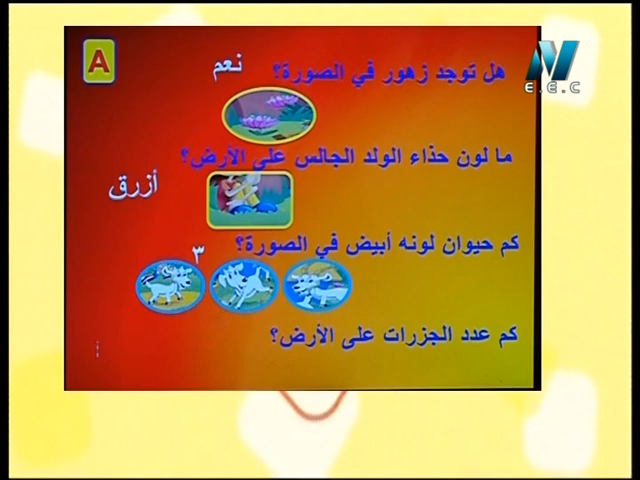 A
هل توجد زهور في الصورة؟ نعم
E.E.C
ما لون حذاء الولد الجالس على الأرض؟
أزرق
كم حيوان لونه أبيض في الصورة؟ ٣
كم عدد الجزرات على الأرض؟